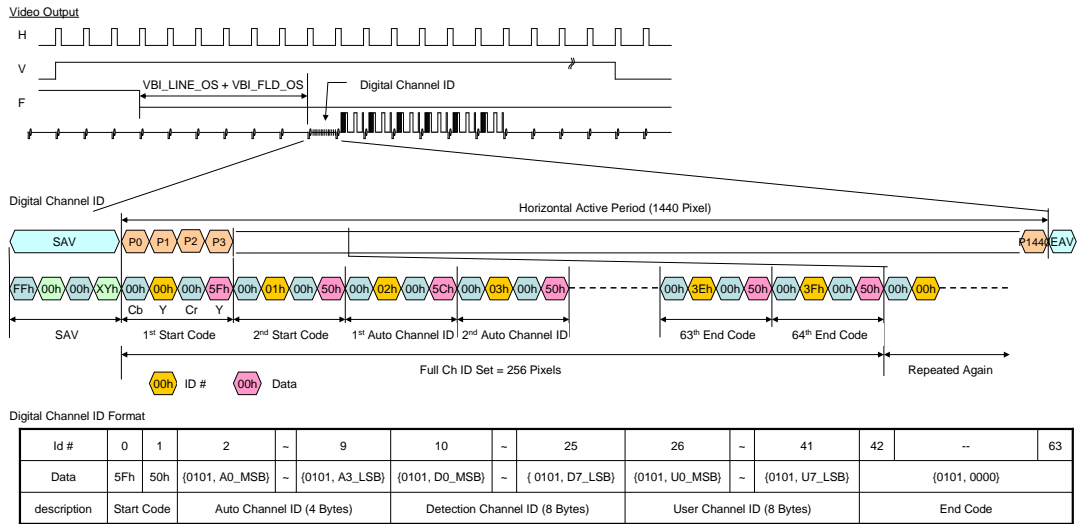 Video Output
H
V
VBI_LINE_OS + VBI_FLD_OS
Digital Channel ID
F
Digital Channel ID
Horizontal Active Period (1440 Pixel)
SAV P0 P1 P2 P3 P1440 EAV
FFh 00h 00h XYh 00h 00h 00h 5Fh 00h 01h 00h 50h 00h 02h 00h 5Ch 00h 03h 00h 50h 00h 3Eh 00h 50h 00h 3Fh 00h 50h 00h 00h
Cb Y Cr Y
SAV 1st Start Code 2nd Start Code 1st Auto Channel ID 2nd Auto Channel ID 63th End Code 64th End Code
Full Ch ID Set = 256 Pixels Repeated Again
00h ID # 00h Data
Digital Channel ID Format
Id # 0 1 2 ~ 9 10 ~ 25 26 ~ 41 42 -- 63
Data 5Fh 50h {0101, A0_MSB} ~ {0101, A3_LSB} {0101, D0_MSB} ~ { 0101, D7_LSB} {0101, U0_MSB} ~ {0101, U7_LSB} {0101, 0000}
description Start Code Auto Channel ID (4 Bytes) Detection Channel ID (8 Bytes) User Channel ID (8 Bytes) End Code